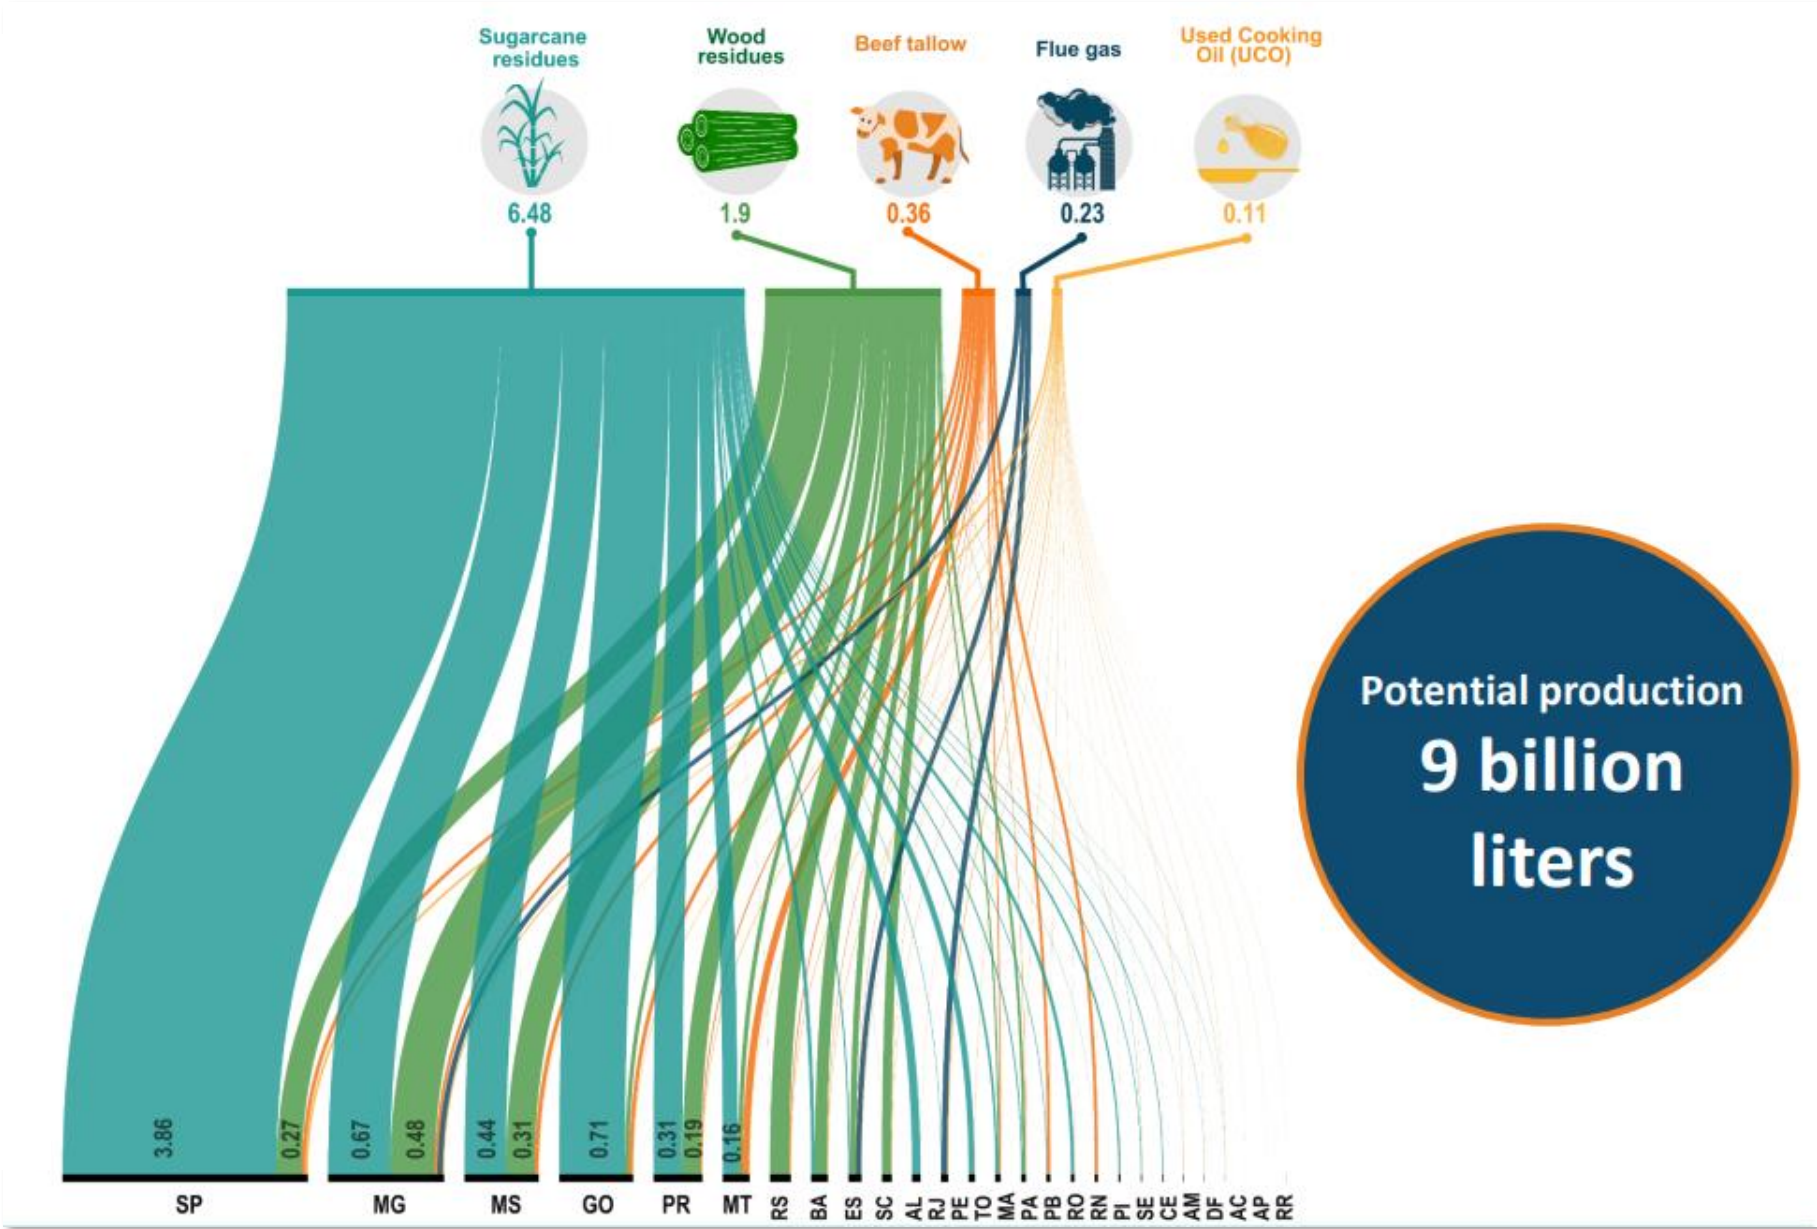 Sugarcane
residues
Wood
residues
Beef tallow
Flue gas
Used Cooking
Oil (UCO)
6.48
1.9
0.36
0.23
0.11
Potential production
9 billion
liters
3.86
0.27
0.67
0.48
0.44
0.31
0.71
0.31
0.19
0.16
SP
MG
MS
GO
PR
MT
RS
BA
ES
SC
AL
RJ
PE
TO
MA
PA
PB
RO
RN
PI
SE
CE
AM
DF
AC
AP
RR